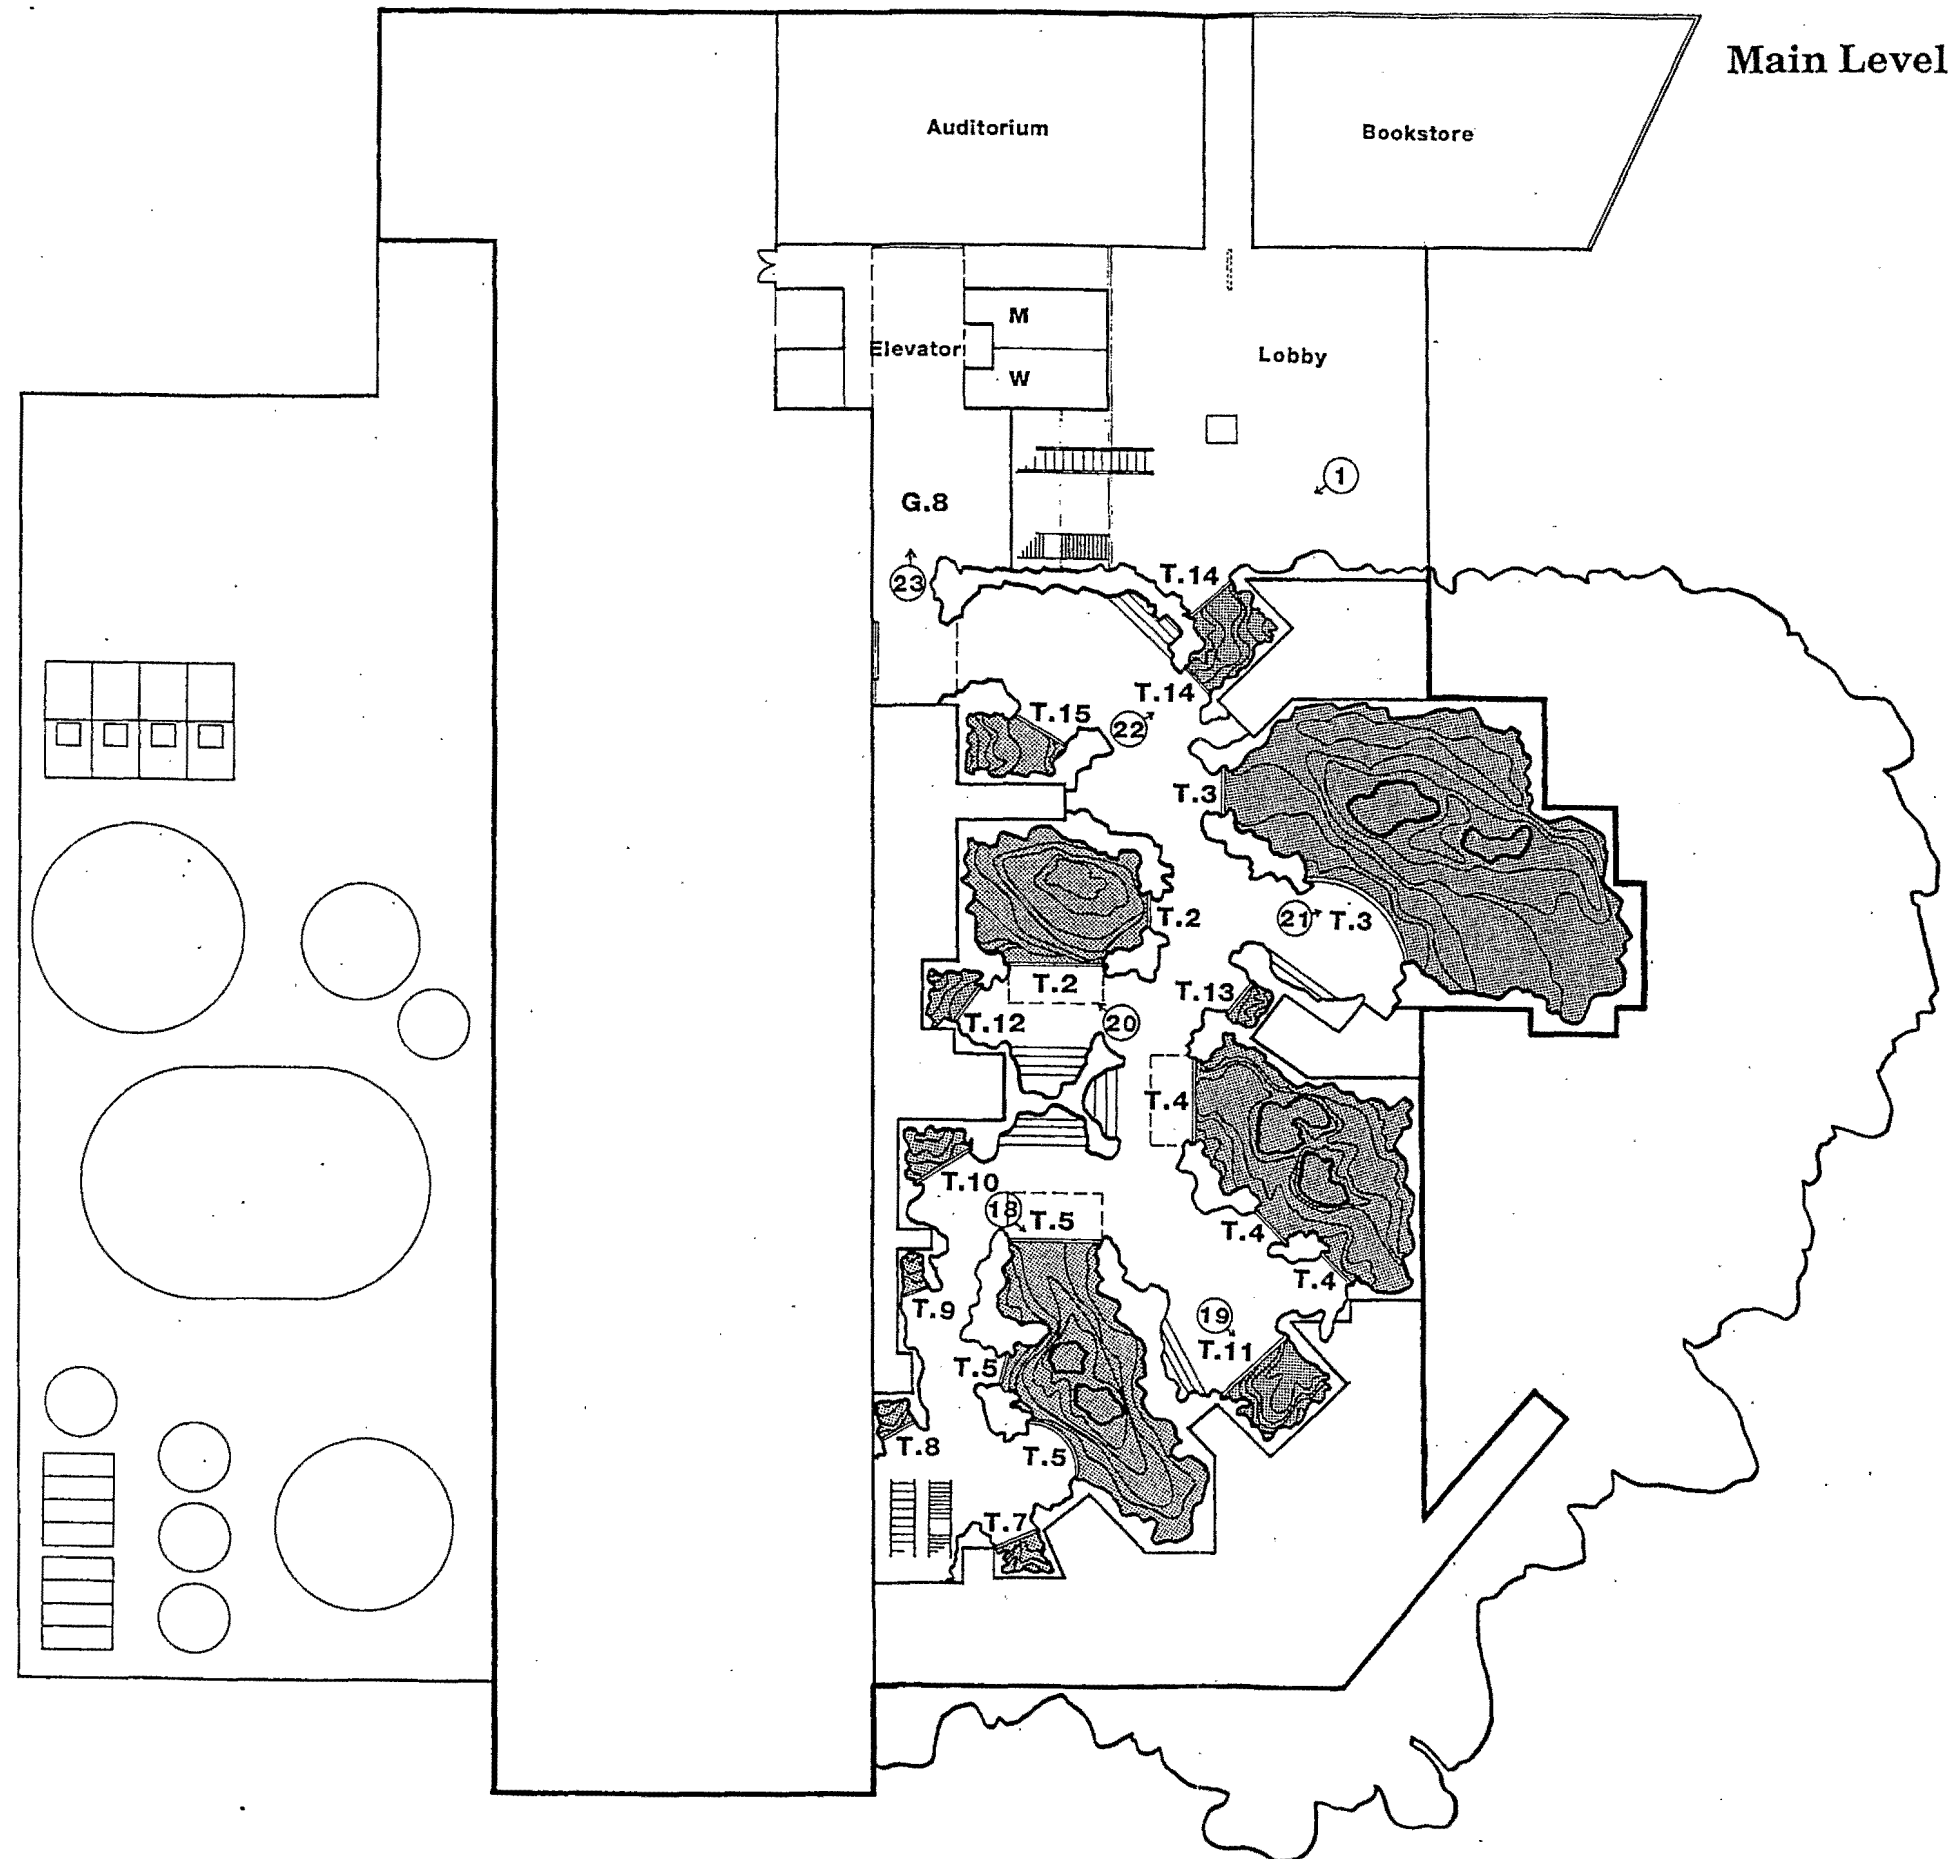 Main Level
Auditorium
Bookstore
M
Elevator
W
Lobby
1
G.8
23
T.14
T.14
T.15
22
T.3
T.2
21
T.3
T.2
T.13
T.12
20
T.4
T.10
18
T.5
T.4
T.4
T.9
19
T.11
T.5
T.8
T.5
T.7